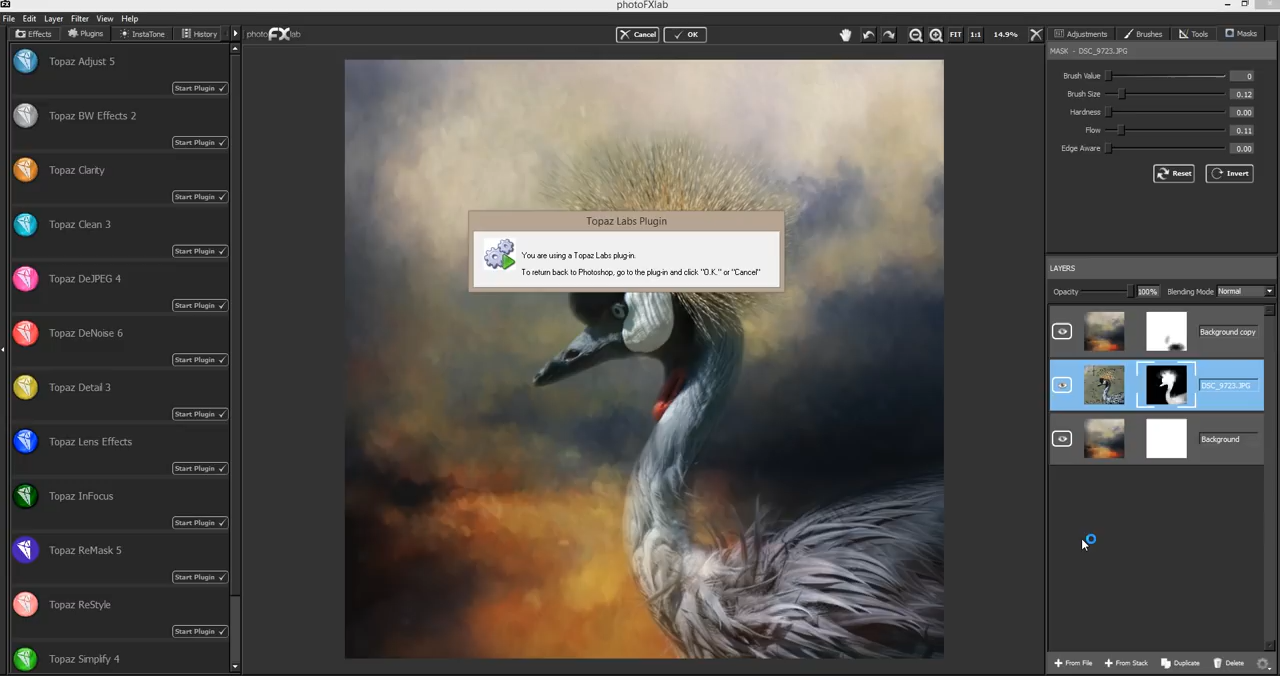 photoFXlab
File Edit Layer Filter View Help
Effects Plugins InstaTone History
photo FX lab
Cancel OK
FIT 1:1 14.9%
Adjustments Brushes Tools Masks
Topaz Adjust 5
Start Plugin
Topaz BW Effects 2
Start Plugin
Topaz Clarity
Start Plugin
Topaz Clean 3
Start Plugin
Topaz DeJPEG 4
Start Plugin
Topaz DeNoise 6
Start Plugin
Topaz Detail 3
Start Plugin
Topaz Lens Effects
Start Plugin
Topaz InFocus
Start Plugin
Topaz ReMask 5
Start Plugin
Topaz ReStyle
Start Plugin
Topaz Simplify 4
Topaz Labs Plugin
You are using a Topaz Labs plug-in.
To return back to Photoshop, go to the plug-in and click "O.K." or "Cancel"
MASK - DSC_9723.JPG
Brush Value 0
Brush Size 0.12
Hardness 0.00
Flow 0.11
Edge Aware 0.00
Reset Invert
LAYERS
Opacity 100% Blending Mode Normal
Background copy
DSC_9723.JPG
Background
From File From Stack Duplicate Delete